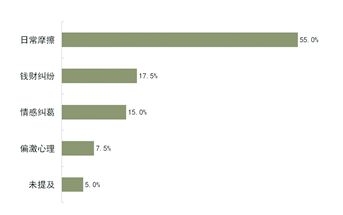 日常摩擦 55.0%
钱财纠纷 17.5%
情感纠葛 15.0%
偏激心理 7.5%
未提及 5.0%